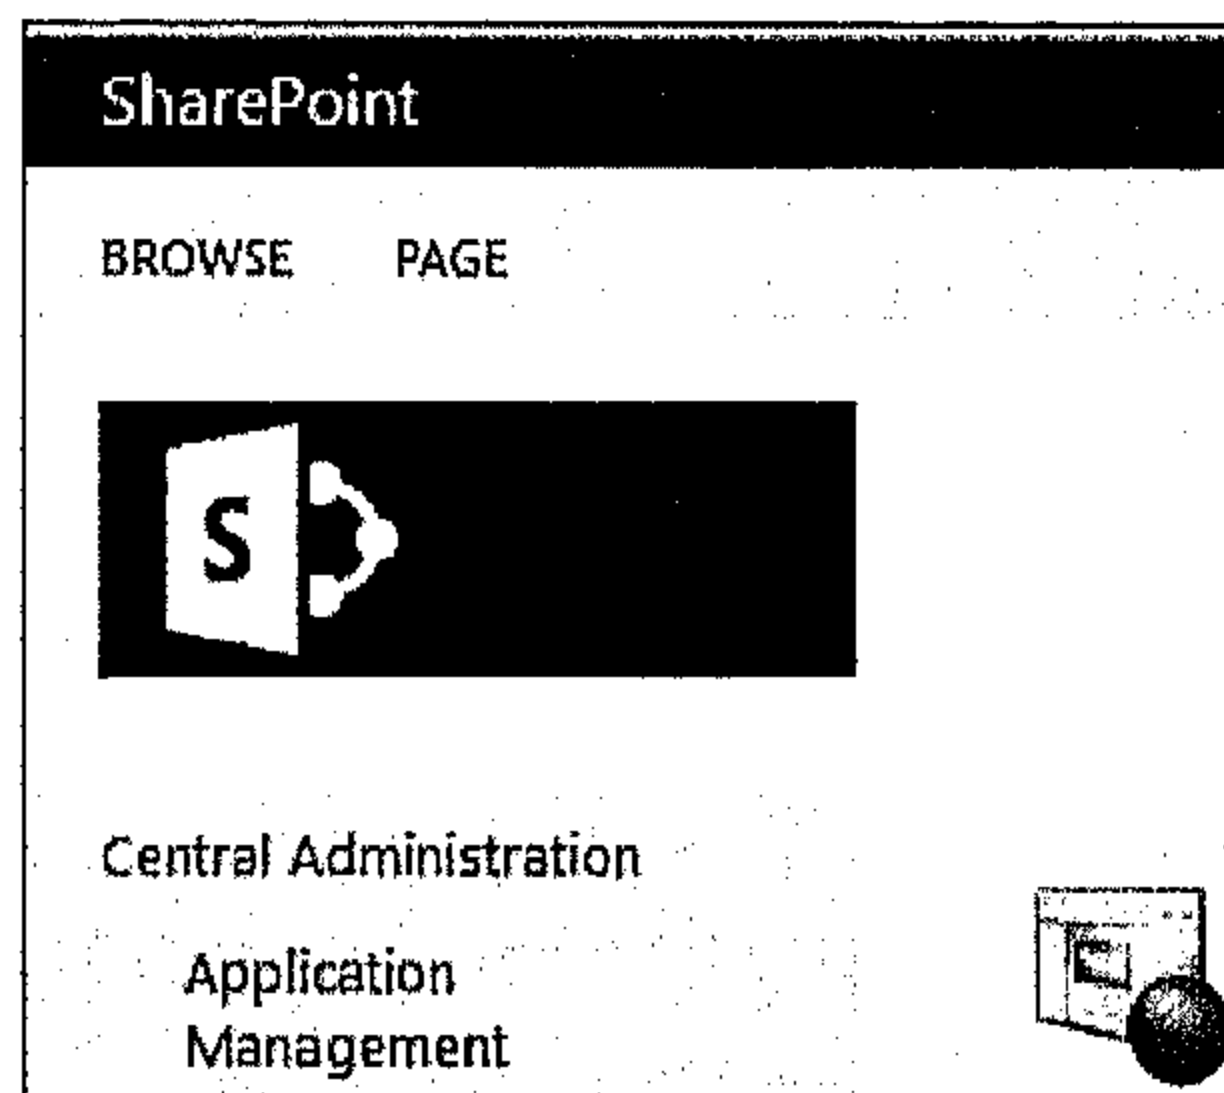 SharePoint
BROWSE PAGE
S
Central Administration
Application
Management